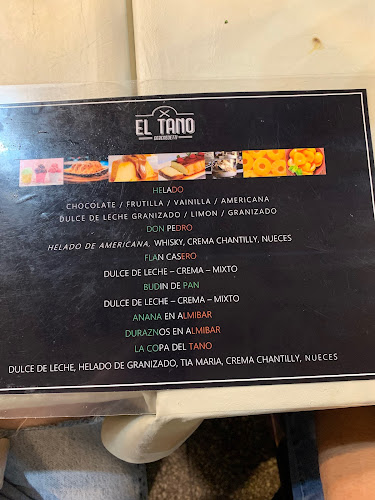 EL TANO
HELADO
CHOCOLATE / FRUTILLA / VAINILLA / AMERICANA
DULCE DE LECHE GRANIZADO / LIMON / GRANIZADO
DON PEDRO
HELADO DE AMERICANA, WHISKY, CREMA CHANTILLY, NUECES
FLAN CASERO
DULCE DE LECHE – CREMA – MIXTO
BUDIN DE PAN
DULCE DE LECHE – CREMA – MIXTO
ANANA EN ALMIBAR
DURAZNOS EN ALMIBAR
LA COPA DEL TANO
DULCE DE LECHE, HELADO DE GRANIZADO, TIA MARIA, CREMA CHANTILLY, NUECES